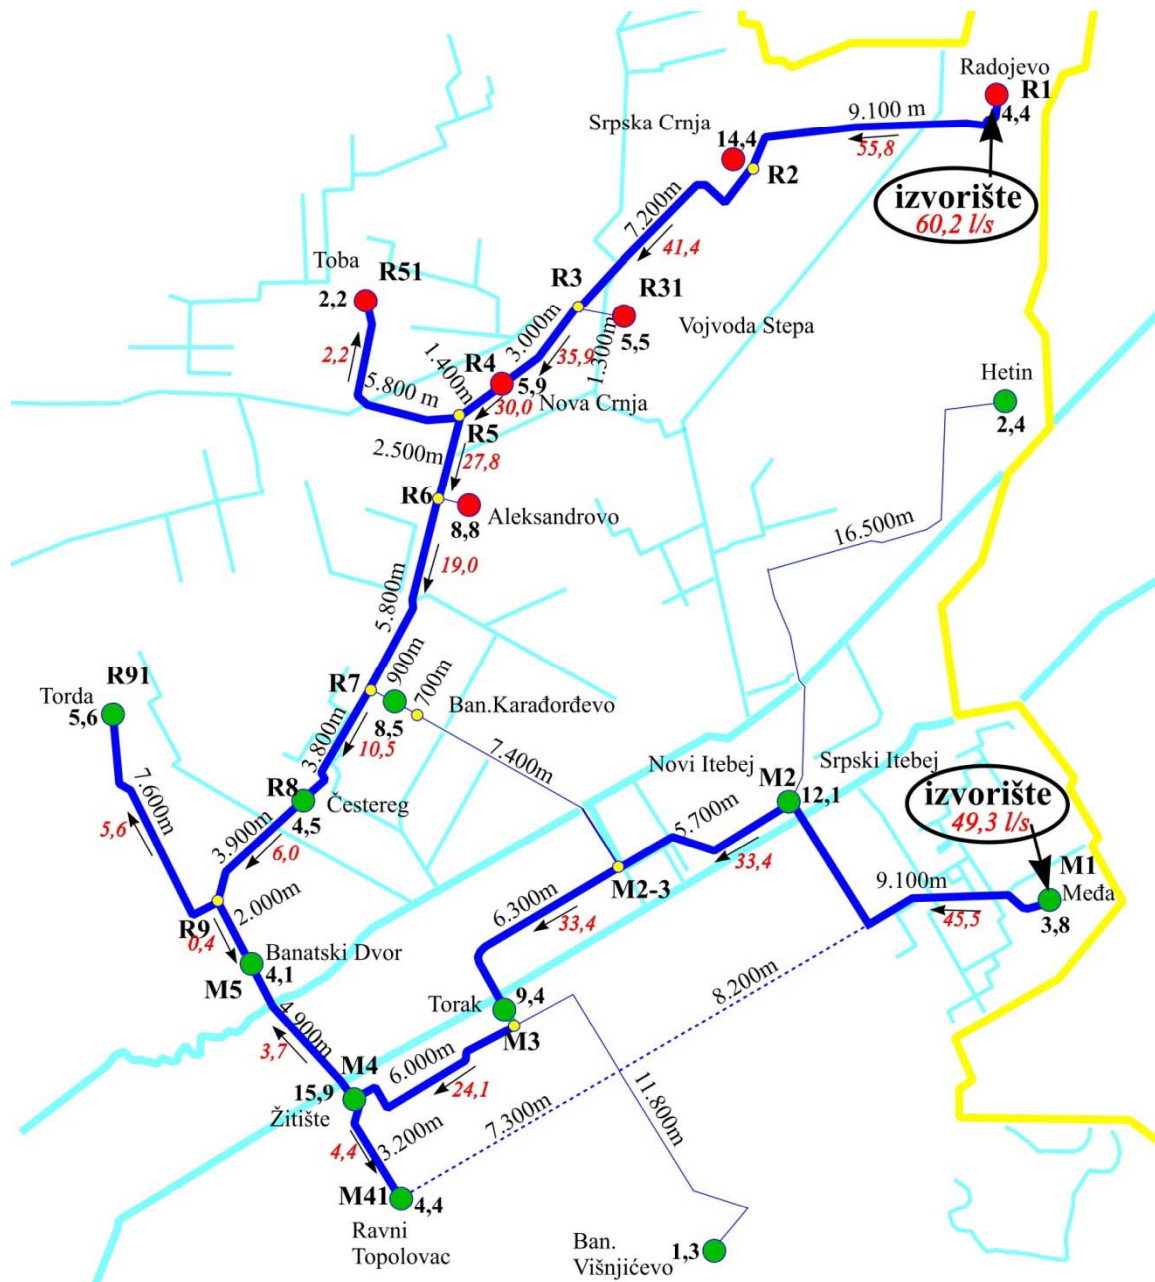 Radojevo
R1
4,4
9.100 m
55,8
Srpska Crnja
14,4
R2
izvorište
60,2 l/s
7.200m
41,4
Toba
R51
2,2
2,2
R3
R31
5,5
Vojvoda Stepa
1.300m
3.000m
35,9
R4
5,9
Nova Crnja
30,0
1.400m
5.800 m
R5
Hetin
2,4
2.500m
27,8
R6
Aleksandrovo
8,8
19,0
16.500m
5.800m
R91
Torda
5,6
R7
900m
700m
8,5
Ban.Karađorđevo
3.800m
10,5
7.400m
Novi Itebej
Srpski Itebej
M2
12,1
izvorište
49,3 l/s
7.600m
5,6
R8
Čestereg
4,5
5.700m
33,4
3.900m
6,0
M2-3
9.100m
45,5
M1
Međa
3,8
R9
0,4
2.000m
6.300m
33,4
Banatski Dvor
4,1
M5
8.200m
Torak
9,4
M3
4.900m
3,7
M4
6.000m
24,1
15,9
Žitište
11.800m
7.300m
3.200m
4,4
M41
4,4
Ravni
Topolovac
Ban.
Višnjićevo
1,3